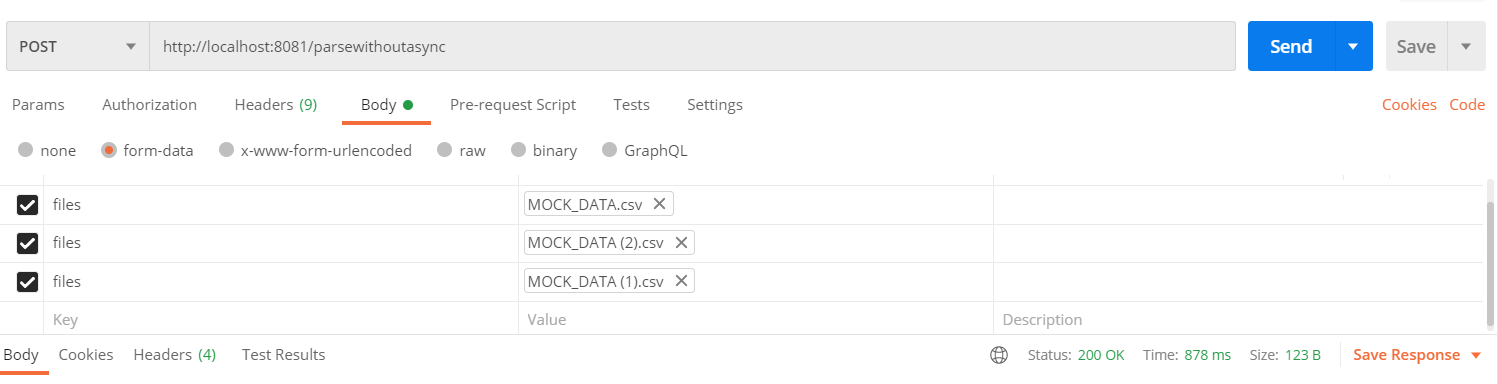 POST http://localhost:8081/parsewithoutasync Send Save
Params Authorization Headers (9) Body Pre-request Script Tests Settings Cookies Code
none form-data x-www-form-urlencoded raw binary GraphQL
files MOCK_DATA.csv
files MOCK_DATA (2).csv
files MOCK_DATA (1).csv
Key Value Description
Body Cookies Headers (4) Test Results Status: 200 OK Time: 878 ms Size: 123 B Save Response